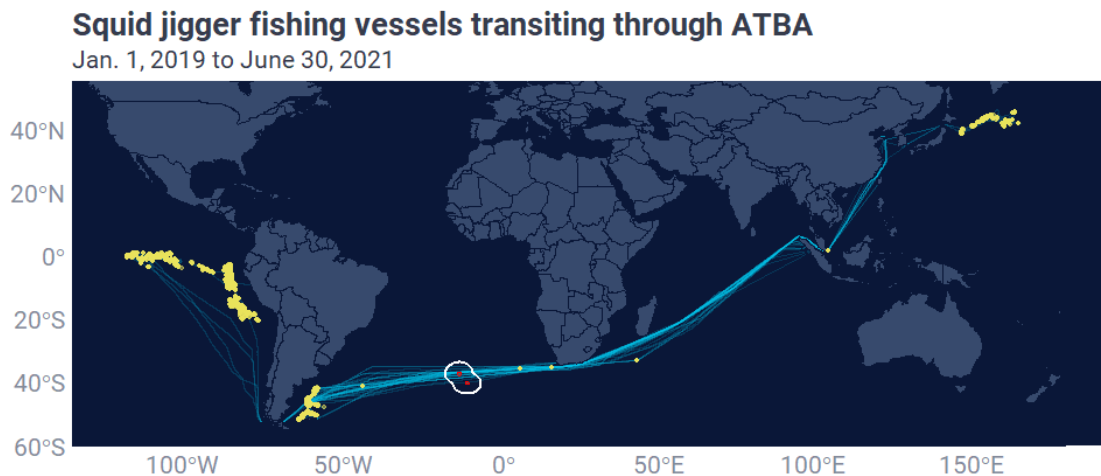 Squid jigger fishing vessels transiting through ATBA
Jan. 1, 2019 to June 30, 2021
40°N
20°N
0°
20°S
40°S
60°S
100°W
50°W
0°
50°E
100°E
150°E